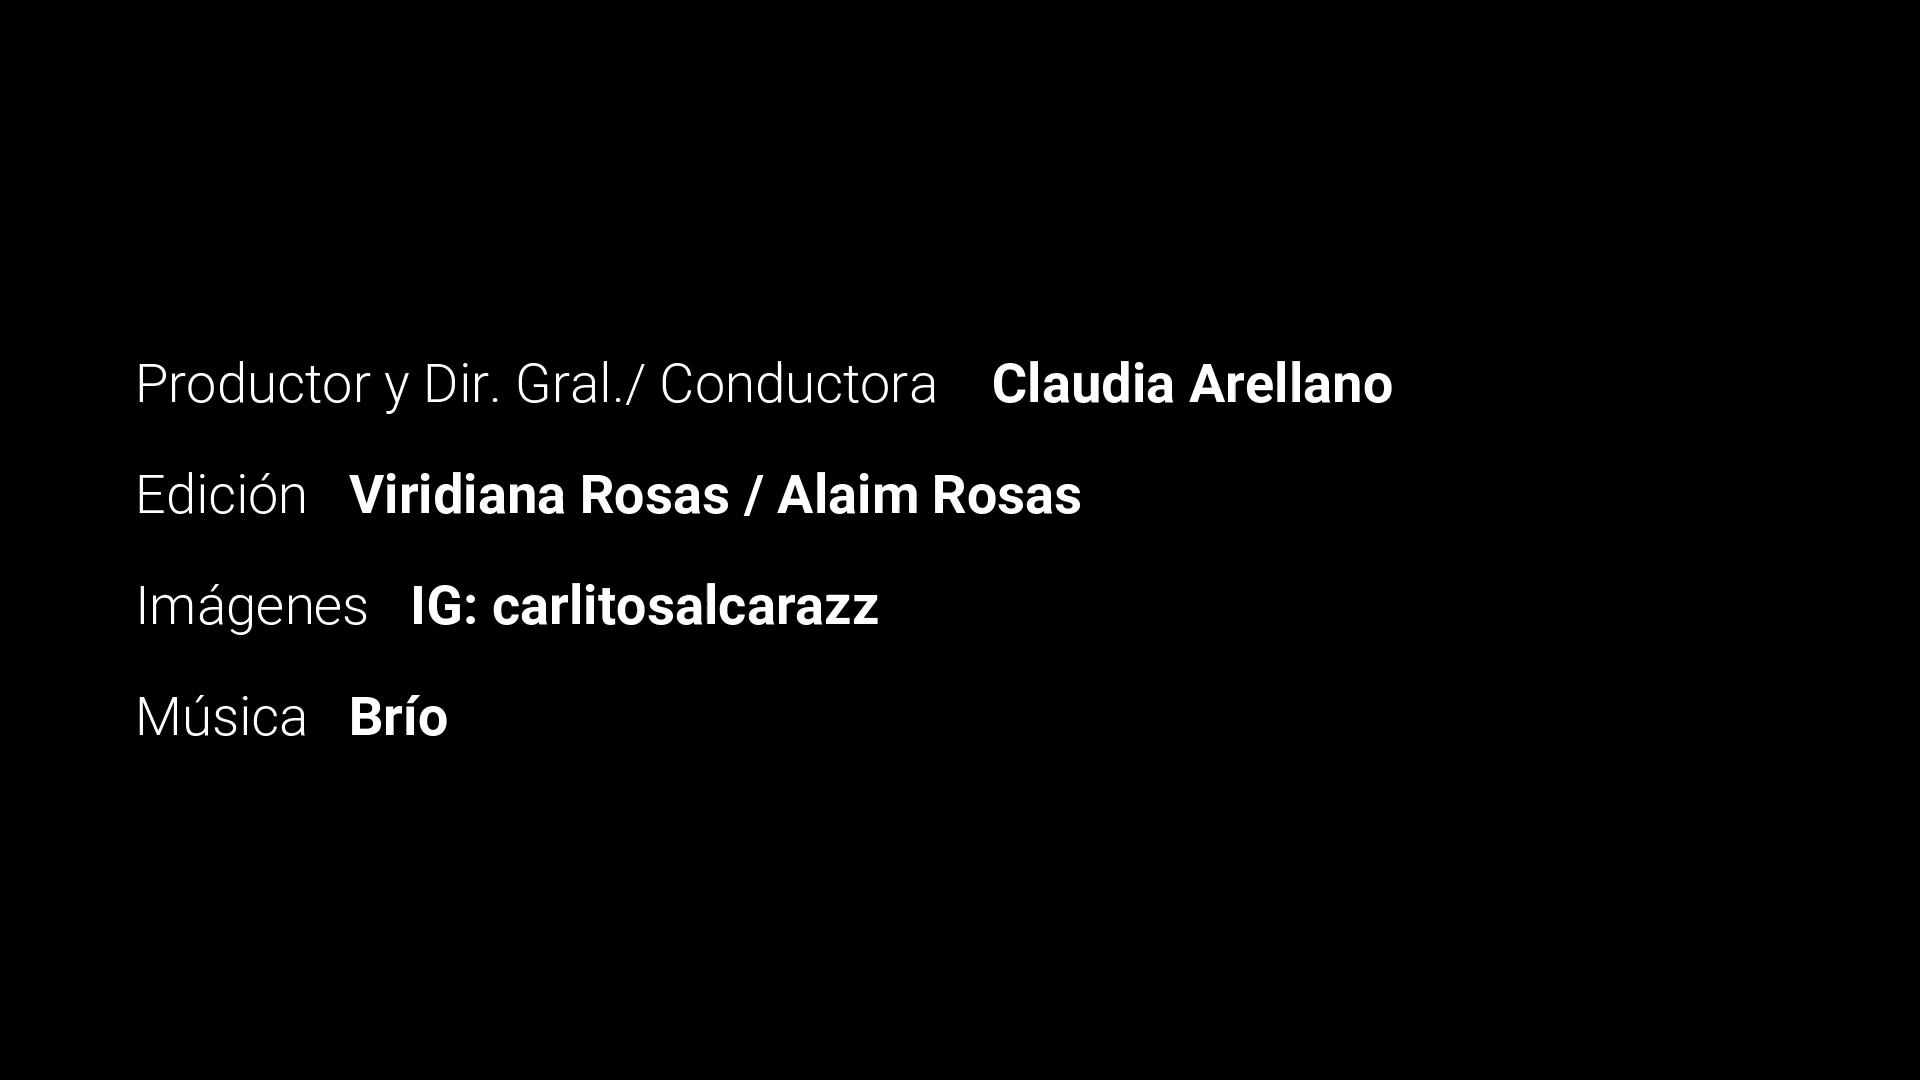 Productor y Dir. Gral./ Conductora Claudia Arellano
Edición Viridiana Rosas / Alaim Rosas
Imágenes IG: carlitosalcarazz
Música Brío